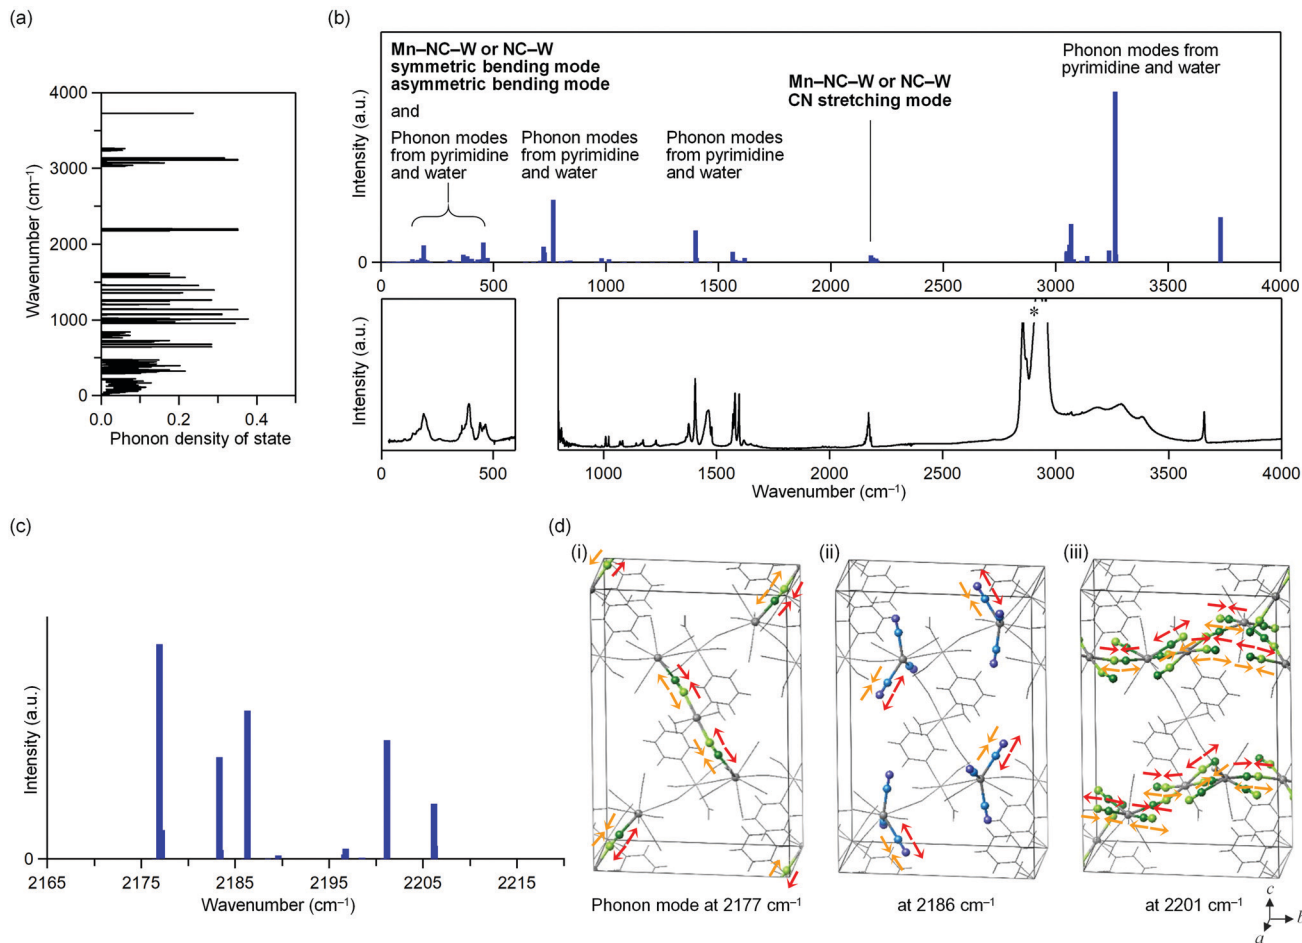 (a)
4000
3000
2000
1000
0
Wavenumber (cm–1)
0.0
0.2
0.4
Phonon density of state
(b)
Mn–NC–W or NC–W
symmetric bending mode
asymmetric bending mode
and
Phonon modes
from pyrimidine
and water
Phonon modes
from pyrimidine
and water
Phonon modes
from pyrimidine
and water
Mn–NC–W or NC–W
CN stretching mode
Phonon modes from
pyrimidine and water
Intensity (a.u.)
0
0
500
1000
1500
2000
2500
3000
3500
4000
Intensity (a.u.)
*
0
500
1000
1500
2000
2500
3000
3500
4000
Wavenumber (cm–1)
(c)
Intensity (a.u.)
0
2165
2175
2185
2195
2205
2215
Wavenumber (cm–1)
(d)
(i)
(ii)
(iii)
Phonon mode at 2177 cm–1
at 2186 cm–1
at 2201 cm–1
c
b
a